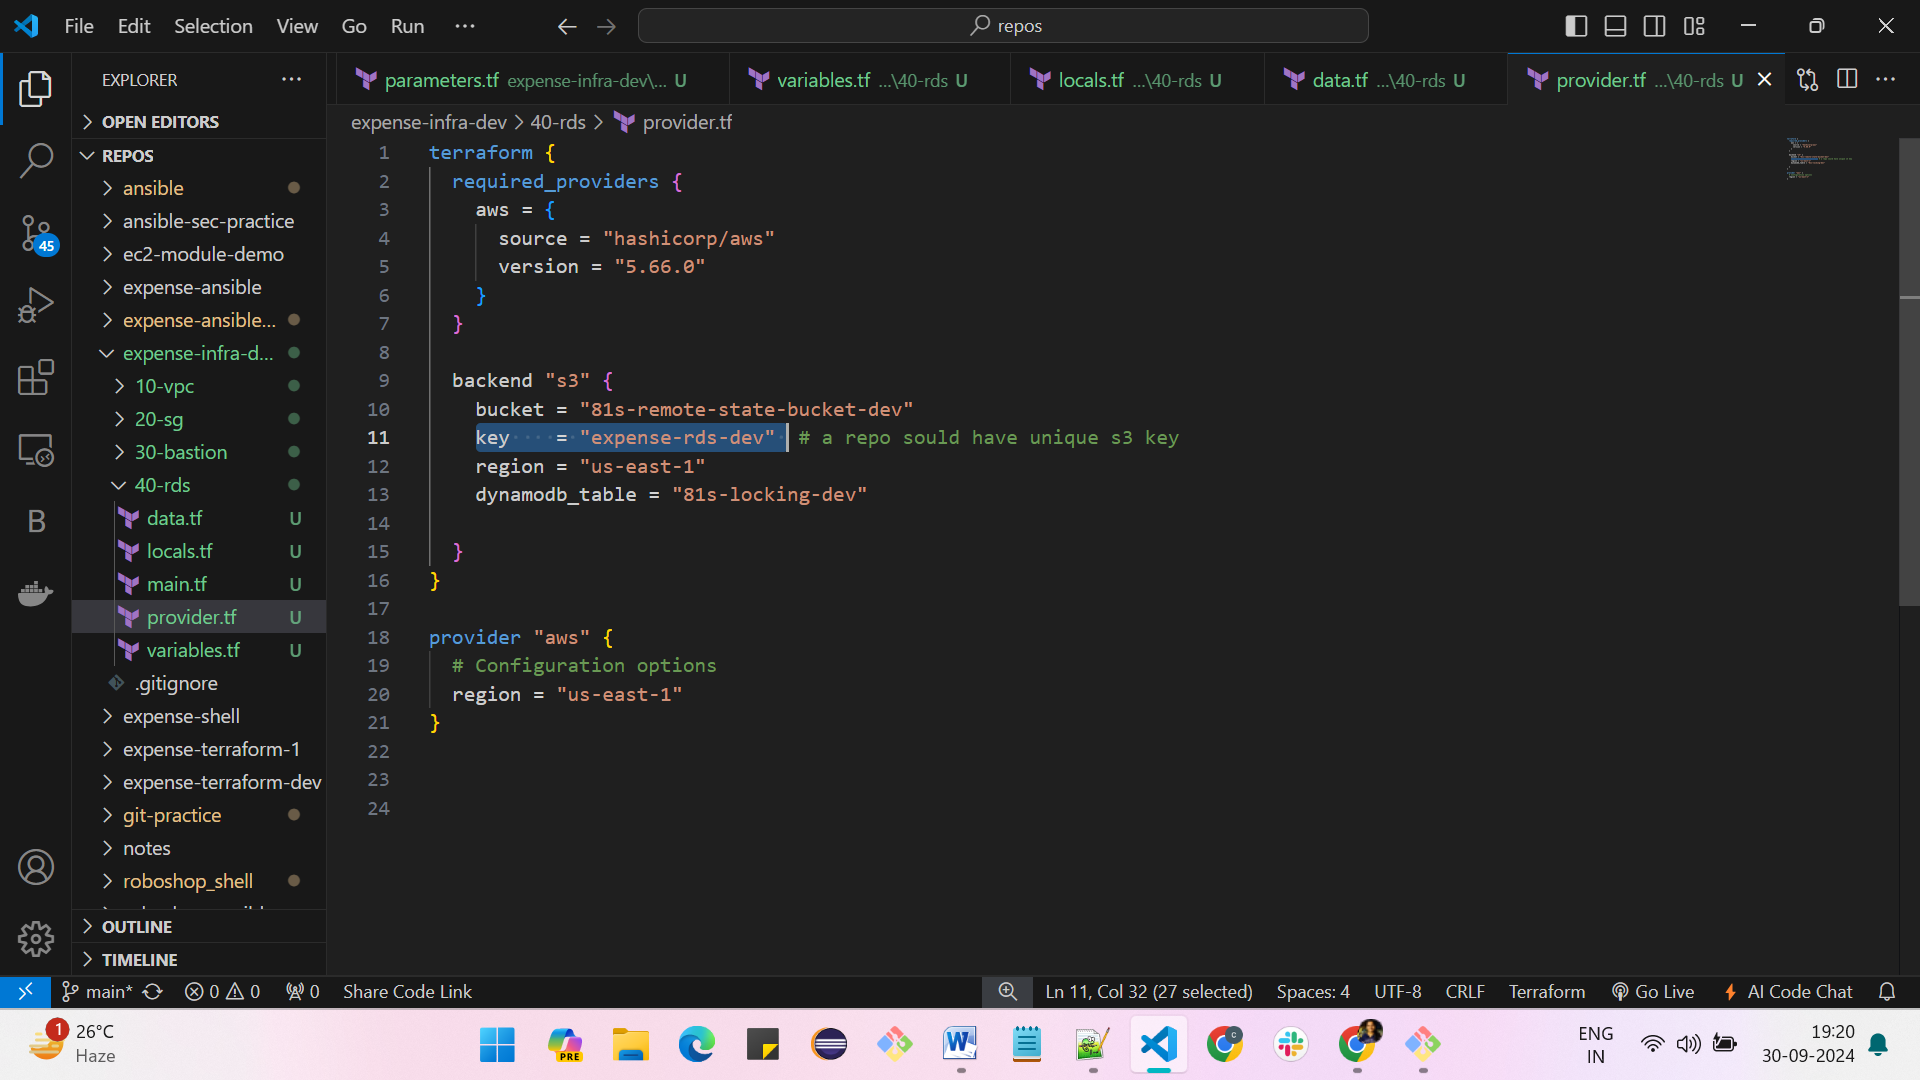 File Edit Selection View Go Run ···
repos
EXPLORER
OPEN EDITORS
REPOS
ansible
ansible-sec-practice
45
ec2-module-demo
expense-ansible
expense-ansible...
expense-infra-d...
10-vpc
20-sg
30-bastion
40-rds
data.tf U
locals.tf U
main.tf U
provider.tf U
variables.tf U
.gitignore
expense-shell
expense-terraform-1
expense-terraform-dev
git-practice
notes
roboshop_shell
OUTLINE
TIMELINE
B
parameters.tf expense-infra-dev\... U
variables.tf ...\40-rds U
locals.tf ...\40-rds U
data.tf ...\40-rds U
provider.tf ...\40-rds U
expense-infra-dev > 40-rds > provider.tf
1 terraform {
2 required_providers {
3 aws = {
4 source = "hashicorp/aws"
5 version = "5.66.0"
6 }
7 }
8
9 backend "s3" {
10 bucket = "81s-remote-state-bucket-dev"
11 key    = "expense-rds-dev" # a repo sould have unique s3 key
12 region = "us-east-1"
13 dynamodb_table = "81s-locking-dev"
14
15 }
16 }
17
18 provider "aws" {
19 # Configuration options
20 region = "us-east-1"
21 }
22
23
24
main* 0 0 0 Share Code Link Ln 11, Col 32 (27 selected) Spaces: 4 UTF-8 CRLF Terraform Go Live AI Code Chat
1 26°C
Haze
PRE
W
C
ENG
IN
19:20
30-09-2024